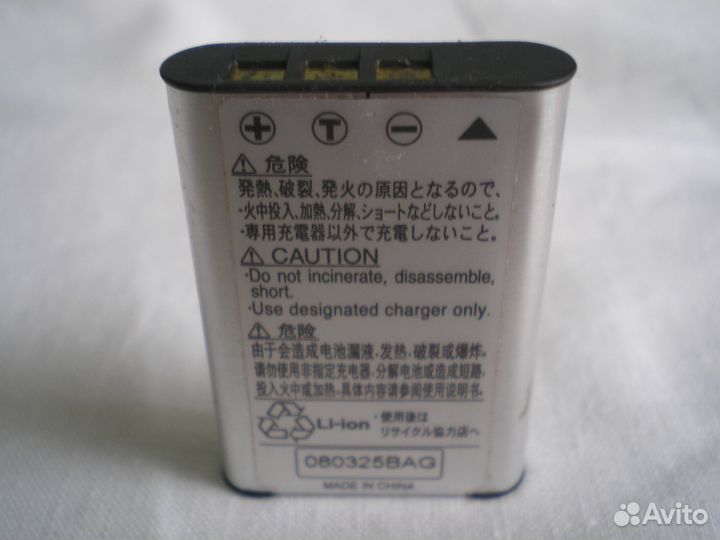 + T −
危険
発熱、破裂、発火の原因となるので、
・火中投入、加熱、分解、ショートなどしないこと。
・専用充電器以外で充電しないこと。
CAUTION
・Do not incinerate, disassemble,
short.
・Use designated charger only.
危险
由于会造成电池漏液,发热,破裂或爆炸。
请勿使用非指定充电器,分解电池或造成短路,
投入火中或加热。具体内容请参阅使用说明书。
Li-ion
・使用後は
リサイクル協力店へ
080325BAG
MADE IN CHINA
Avito